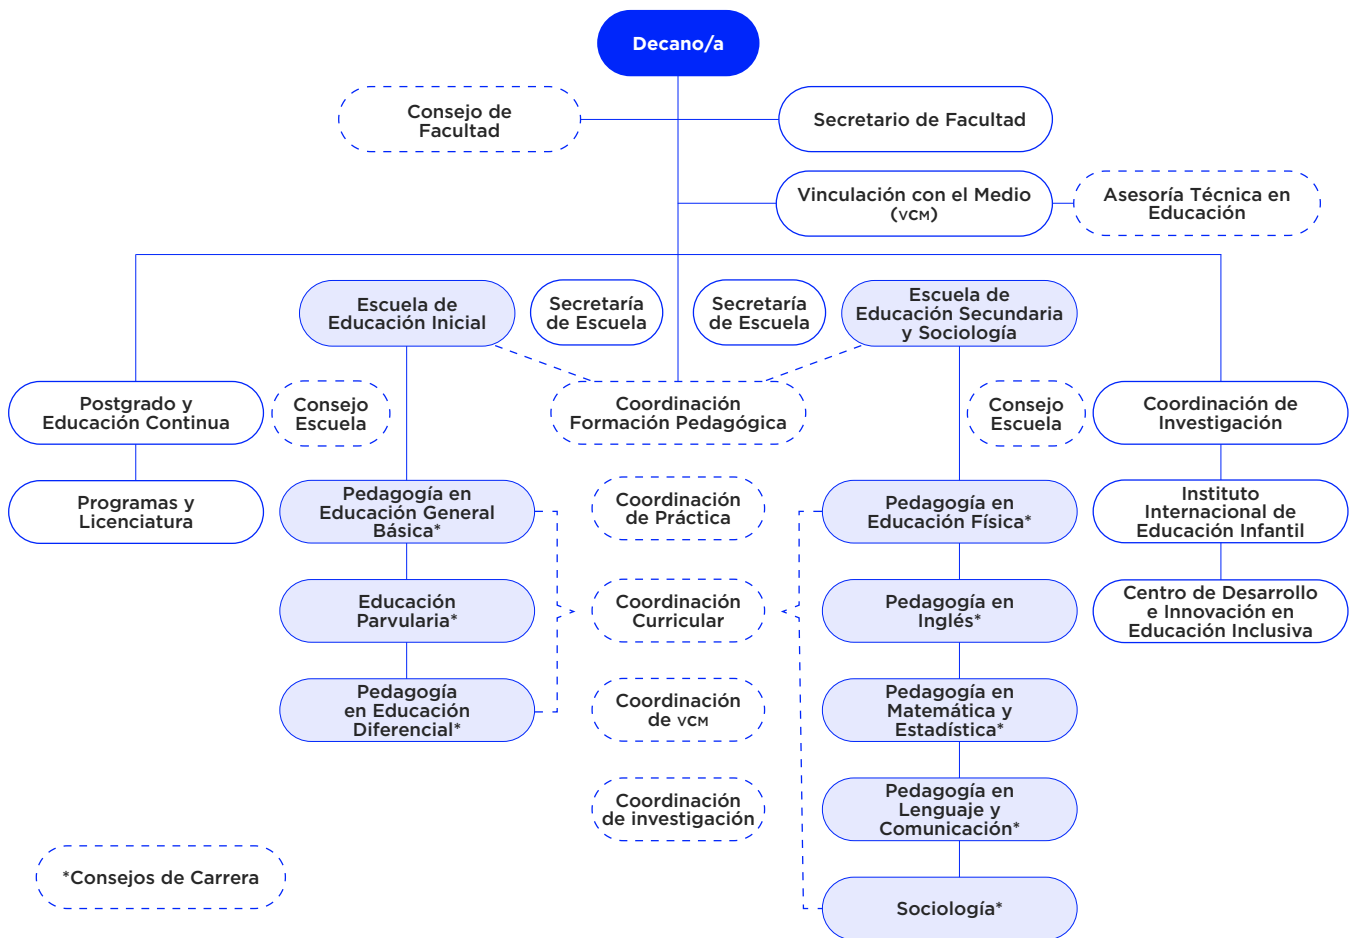 Decano/a
Consejo de
Facultad
Secretario de Facultad
Vinculación con el Medio
(VCM)
Asesoría Técnica en
Educación
Escuela de
Educación Inicial
Secretaría
de Escuela
Secretaría
de Escuela
Escuela de
Educación Secundaria
y Sociología
Postgrado y
Educación Continua
Consejo
Escuela
Coordinación
Formación Pedagógica
Consejo
Escuela
Coordinación de
Investigación
Programas y
Licenciatura
Pedagogía en
Educación General
Básica*
Coordinación
de Práctica
Pedagogía en
Educación Física*
Instituto
Internacional de
Educación Infantil
Educación
Parvularia*
Coordinación
Curricular
Pedagogía en
Inglés*
Centro de Desarrollo
e Innovación en
Educación Inclusiva
Pedagogía
en Educación
Diferencial*
Coordinación
de VCM
Pedagogía en
Matemática y
Estadística*
Coordinación
de investigación
Pedagogía en
Lenguaje y
Comunicación*
*Consejos de Carrera
Sociología*